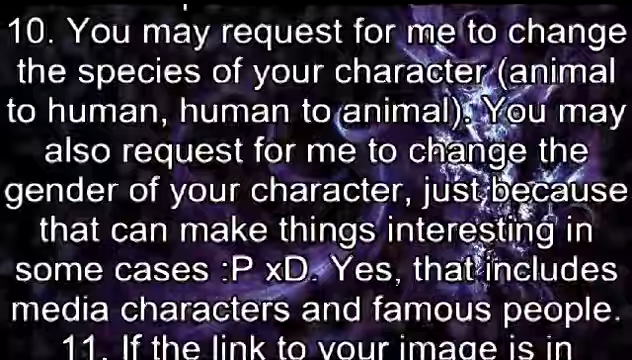 10. You may request for me to change
the species of your character (animal
to human, human to animal). You may
also request for me to change the
gender of your character, just because
that can make things interesting in
some cases :P xD. Yes, that includes
media characters and famous people.
11. If the link to your image is in